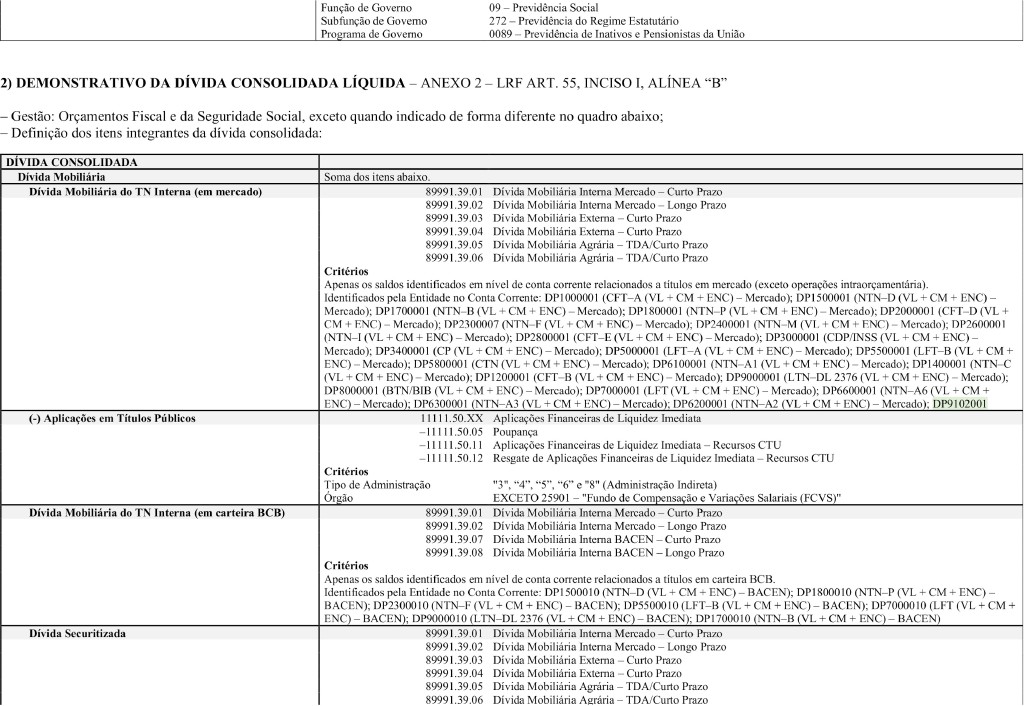 Função de Governo 09 – Previdência Social
Subfunção de Governo 272 – Previdência do Regime Estatutário
Programa de Governo 0089 – Previdência de Inativos e Pensionistas da União
2) DEMONSTRATIVO DA DÍVIDA CONSOLIDADA LÍQUIDA – ANEXO 2 – LRF ART. 55, INCISO I, ALÍNEA “B”
– Gestão: Orçamentos Fiscal e da Seguridade Social, exceto quando indicado de forma diferente no quadro abaixo;
– Definição dos itens integrantes da dívida consolidada:
DÍVIDA CONSOLIDADA
Dívida Mobiliária Soma dos itens abaixo.
Dívida Mobiliária do TN Interna (em mercado) 89991.39.01 Dívida Mobiliária Interna Mercado – Curto Prazo
89991.39.02 Dívida Mobiliária Interna Mercado – Longo Prazo
89991.39.03 Dívida Mobiliária Externa – Curto Prazo
89991.39.04 Dívida Mobiliária Externa – Curto Prazo
89991.39.05 Dívida Mobiliária Agrária – TDA/Curto Prazo
89991.39.06 Dívida Mobiliária Agrária – TDA/Curto Prazo
Critérios
Apenas os saldos identificados em nível de conta corrente relacionados a títulos em mercado (exceto operações intraorçamentária).
Identificados pela Entidade no Conta Corrente: DP1000001 (CFT–A (VL + CM + ENC) – Mercado); DP1500001 (NTN–D (VL + CM + ENC) –
Mercado); DP1700001 (NTN–B (VL + CM + ENC) – Mercado); DP1800001 (NTN–P (VL + CM + ENC) – Mercado); DP2000001 (CFT–D (VL +
CM + ENC) – Mercado); DP2300007 (NTN–F (VL + CM + ENC) – Mercado); DP2400001 (NTN–M (VL + CM + ENC) – Mercado); DP2600001
(NTN–I (VL + CM + ENC) – Mercado); DP2800001 (CFT–E (VL + CM + ENC) – Mercado); DP3000001 (CDP/INSS (VL + CM + ENC) –
Mercado); DP3400001 (CP (VL + CM + ENC) – Mercado); DP5000001 (LFT–A (VL + CM + ENC) – Mercado); DP5500001 (LFT–B (VL + CM +
ENC) – Mercado); DP5800001 (CTN (VL + CM + ENC) – Mercado); DP6100001 (NTN–A1 (VL + CM + ENC) – Mercado); DP1400001 (NTN–C
(VL + CM + ENC) – Mercado); DP1200001 (CFT–B (VL + CM + ENC) – Mercado); DP9000001 (LTN–DL 2376 (VL + CM + ENC) – Mercado);
DP8000001 (BTN/BIB (VL + CM + ENC) – Mercado); DP7000001 (LFT (VL + CM + ENC) – Mercado); DP6600001 (NTN–A6 (VL + CM +
ENC) – Mercado); DP6300001 (NTN–A3 (VL + CM + ENC) – Mercado); DP6200001 (NTN–A2 (VL + CM + ENC) – Mercado); DP9102001
(-) Aplicações em Títulos Públicos 11111.50.XX Aplicações Financeiras de Liquidez Imediata
–11111.50.05 Poupança
–11111.50.11 Aplicações Financeiras de Liquidez Imediata – Recursos CTU
–11111.50.12 Resgate de Aplicações Financeiras de Liquidez Imediata – Recursos CTU
Critérios
Tipo de Administração "3", “4”, “5”, “6” e "8" (Administração Indireta)
Órgão EXCETO 25901 – "Fundo de Compensação e Variações Salariais (FCVS)"
Dívida Mobiliária do TN Interna (em carteira BCB) 89991.39.01 Dívida Mobiliária Interna Mercado – Curto Prazo
89991.39.02 Dívida Mobiliária Interna Mercado – Longo Prazo
89991.39.07 Dívida Mobiliária Interna BACEN – Curto Prazo
89991.39.08 Dívida Mobiliária Interna BACEN – Longo Prazo
Critérios
Apenas os saldos identificados em nível de conta corrente relacionados a títulos em carteira BCB.
Identificados pela Entidade no Conta Corrente: DP1500010 (NTN–D (VL + CM + ENC) – BACEN); DP1800010 (NTN–P (VL + CM + ENC) –
BACEN); DP2300010 (NTN–F (VL + CM + ENC) – BACEN); DP5500010 (LFT–B (VL + CM + ENC) – BACEN); DP7000010 (LFT (VL + CM +
ENC) – BACEN); DP9000010 (LTN–DL 2376 (VL + CM + ENC) – BACEN); DP1700010 (NTN–B (VL + CM + ENC) – BACEN)
Dívida Securitizada 89991.39.01 Dívida Mobiliária Interna Mercado – Curto Prazo
89991.39.02 Dívida Mobiliária Interna Mercado – Longo Prazo
89991.39.03 Dívida Mobiliária Externa – Curto Prazo
89991.39.04 Dívida Mobiliária Externa – Curto Prazo
89991.39.05 Dívida Mobiliária Agrária – TDA/Curto Prazo
89991.39.06 Dívida Mobiliária Agrária – TDA/Curto Prazo